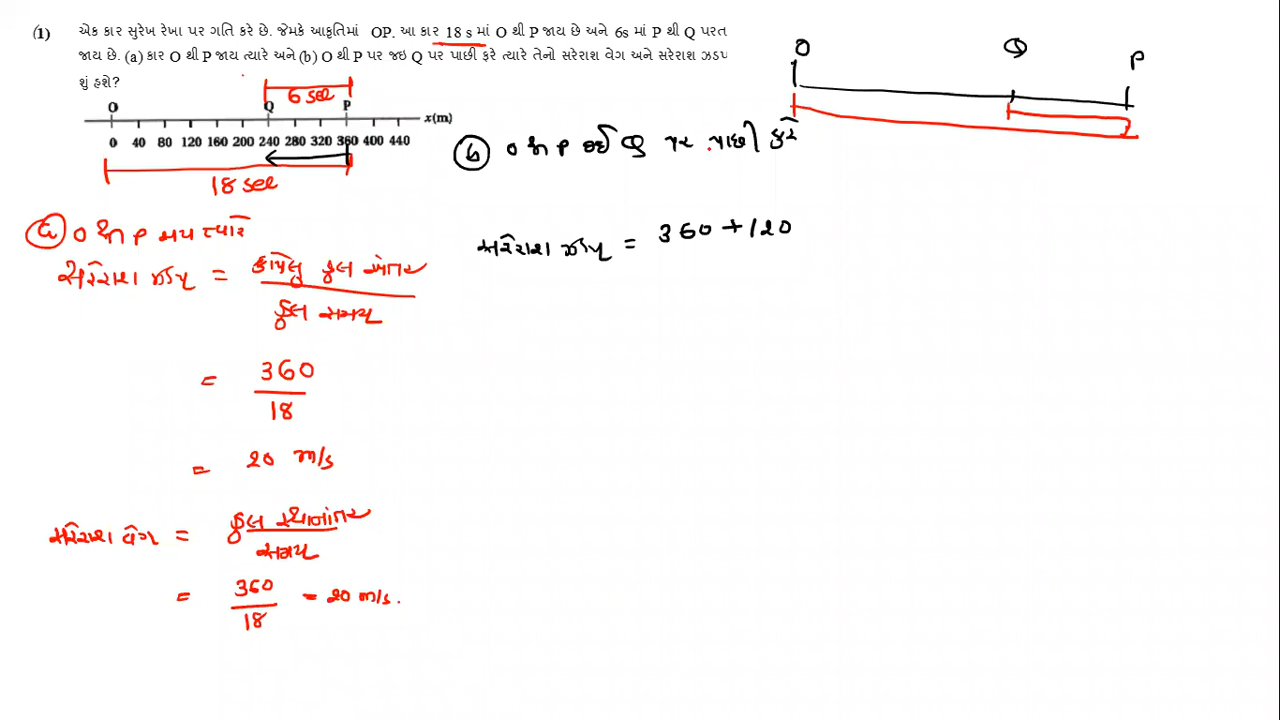 (1) એક કાર સુરેખ રેખા પર ગતિ કરે છે. જેમકે આકૃતિમાં OP. આ કાર 18 s માં O થી P જાય છે અને 6s માં P થી Q પરત
જાય છે. (a) કાર O થી P જાય ત્યારે અને (b) O થી P પર જઇ Q પર પાછી ફરે ત્યારે તેનો સરેરાશ વેગ અને સરેરાશ ઝડપ
શું હશે?
6 sec
O Q P x(m)
0 40 80 120 160 200 240 280 320 360 400 440
18 sec
O Q P
O થી P જાય ત્યારે
સરેરાશ ઝડપ = કાપેલુ કુલ અંતર
કુલ સમય
= 360
18
= 20 m/s
સરેરાશ વેગ = કુલ સ્થાનાંતર
સમય
= 360 = 20 m/s.
18
(b) O થી P જઈ Q પર પાછી ફરે
સરેરાશ ઝડપ = 360 + 120